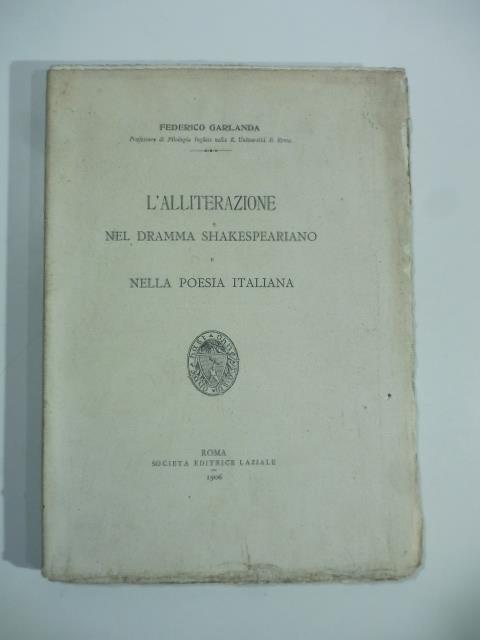 FEDERICO GARLANDA
Professore di Filologia Inglese nella R. Università di Roma
L'ALLITERAZIONE
NEL DRAMMA SHAKESPEARIANO
E
NELLA POESIA ITALIANA
ROMA
SOCIETÀ EDITRICE LAZIALE
1906